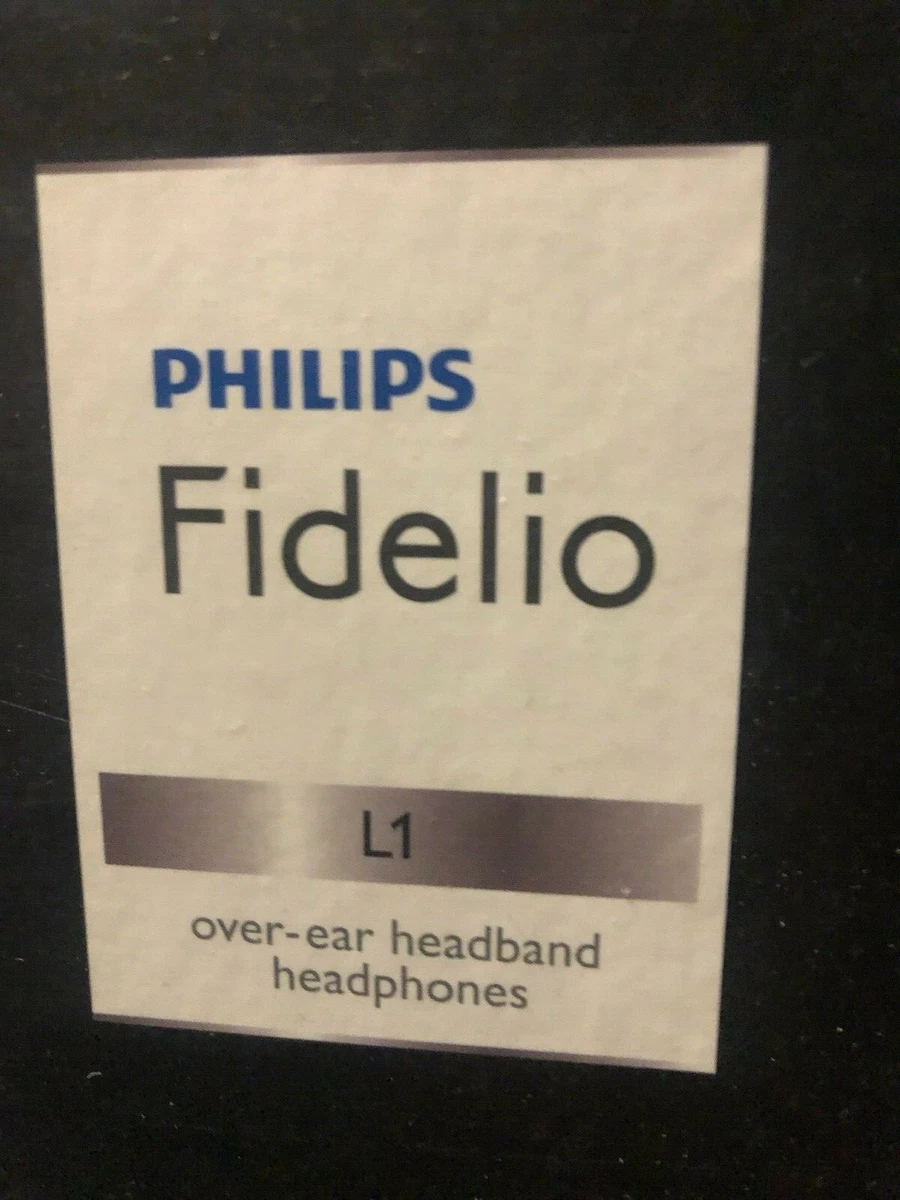 PHILIPS
Fidelio
L1
over-ear headband
headphones